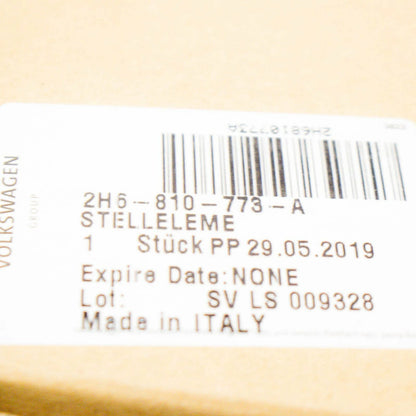 VOLKSWAGEN
GROUP
2H6810773A
2H6-810-773-A
STELLELEME
1 Stück PP 29.05.2019
Expire Date:NONE
Lot: SV LS 009328
Made in ITALY